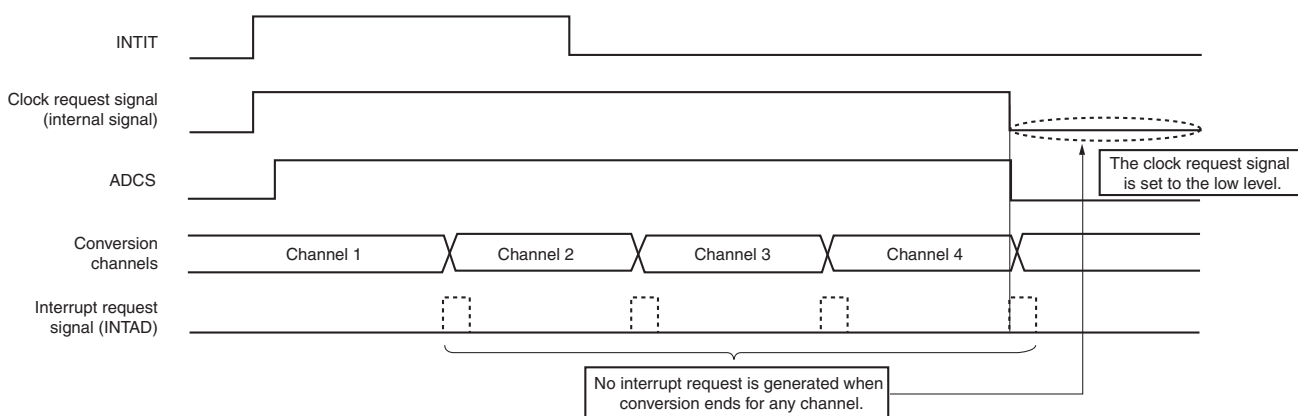 INTIT
Clock request signal
(internal signal)
The clock request signal
is set to the low level.
ADCS
Conversion
channels
Channel 1
Channel 2
Channel 3
Channel 4
Interrupt request
signal (INTAD)
No interrupt request is generated when
conversion ends for any channel.